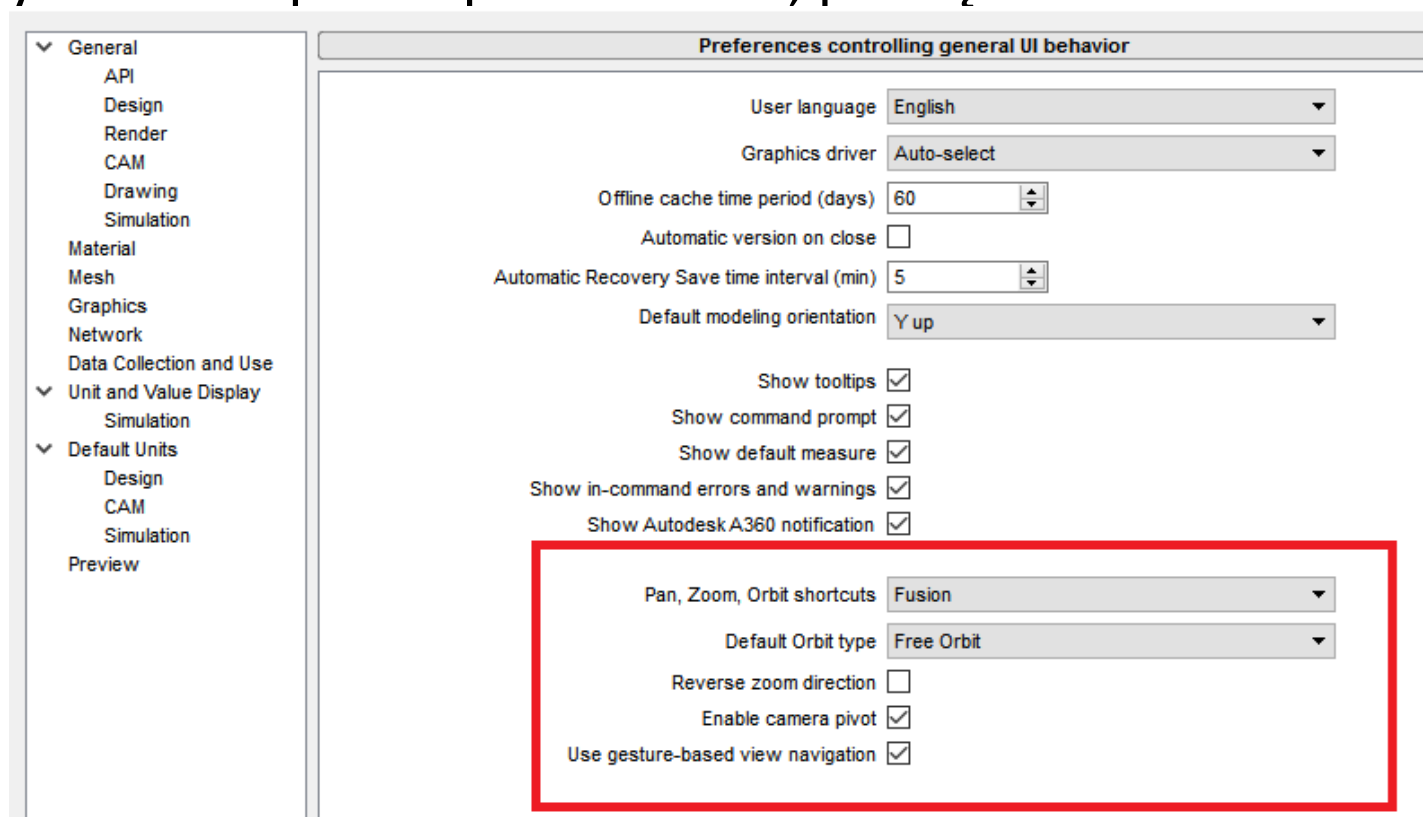 General
API
Design
Render
CAM
Drawing
Simulation
Material
Mesh
Graphics
Network
Data Collection and Use
Unit and Value Display
Simulation
Default Units
Design
CAM
Simulation
Preview
Preferences controlling general UI behavior
User language English
Graphics driver Auto-select
Offline cache time period (days) 60
Automatic version on close
Automatic Recovery Save time interval (min) 5
Default modeling orientation Y up
Show tooltips
Show command prompt
Show default measure
Show in-command errors and warnings
Show Autodesk A360 notification
Pan, Zoom, Orbit shortcuts Fusion
Default Orbit type Free Orbit
Reverse zoom direction
Enable camera pivot
Use gesture-based view navigation